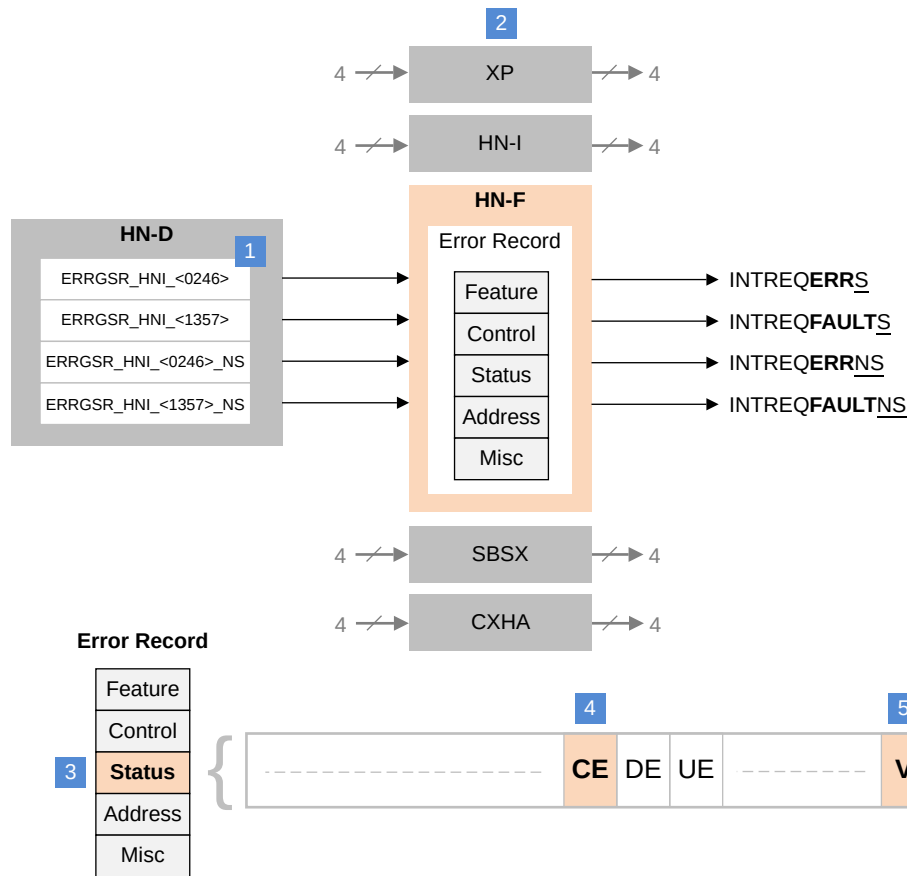 2
4 XP 4
4 HN-I 4
HN-F
HN-D
1
Error Record
ERRGSR_HNI_<0246>
ERRGSR_HNI_<1357>
ERRGSR_HNI_<0246>_NS
ERRGSR_HNI_<1357>_NS
Feature
Control
Status
Address
Misc
INTREQERRS
INTREQFAULTS
INTREQERRNS
INTREQFAULTNS
4 SBSX 4
4 CXHA 4
Error Record
Feature
Control
3 Status
Address
Misc
4
5
CE DE UE V